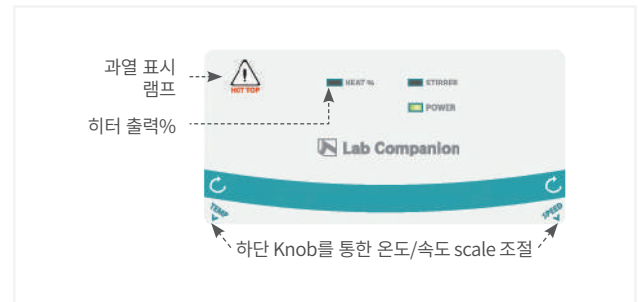 과열 표시
램프
HOT TOP
HEAT %
STIRRER
POWER
히터 출력%
Lab Companion
TEMP
SPEED
하단 Knob를 통한 온도/속도 scale 조절